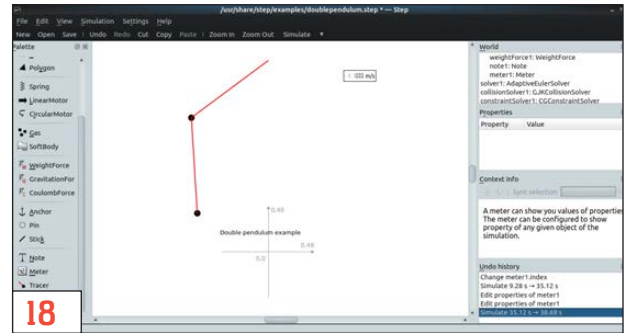 /usr/share/step/examples/doublependulum.step * — Step
File Edit View Simulation Settings Help
New Open Save Undo Redo Cut Copy Paste Zoom In Zoom Out Simulate
Palette
Polygon
Spring
LinearMotor
CircularMotor
Gas
SoftBody
WeightForce
GravitationFor
CoulombForce
Anchor
Pin
Stick
Note
Meter
Tracer
m/s
0.48
Double pendulum example
0.48
0,0
World
weightForce1: WeightForce
note1: Note
meter1: Meter
solver1: AdaptiveEulerSolver
collisionSolver1: GJKCollisionSolver
constraintSolver1: CGConstraintSolver
Properties
Property Value
Context info
Sync selection
A meter can show you values of properties
The meter can be configured to show
property of any given object of the
simulation.
Undo history
Change meter1.index
Simulate 9.28 s → 35.12 s
Edit properties of meter1
Edit properties of meter1
Simulate 35.12 s → 38.68 s
18